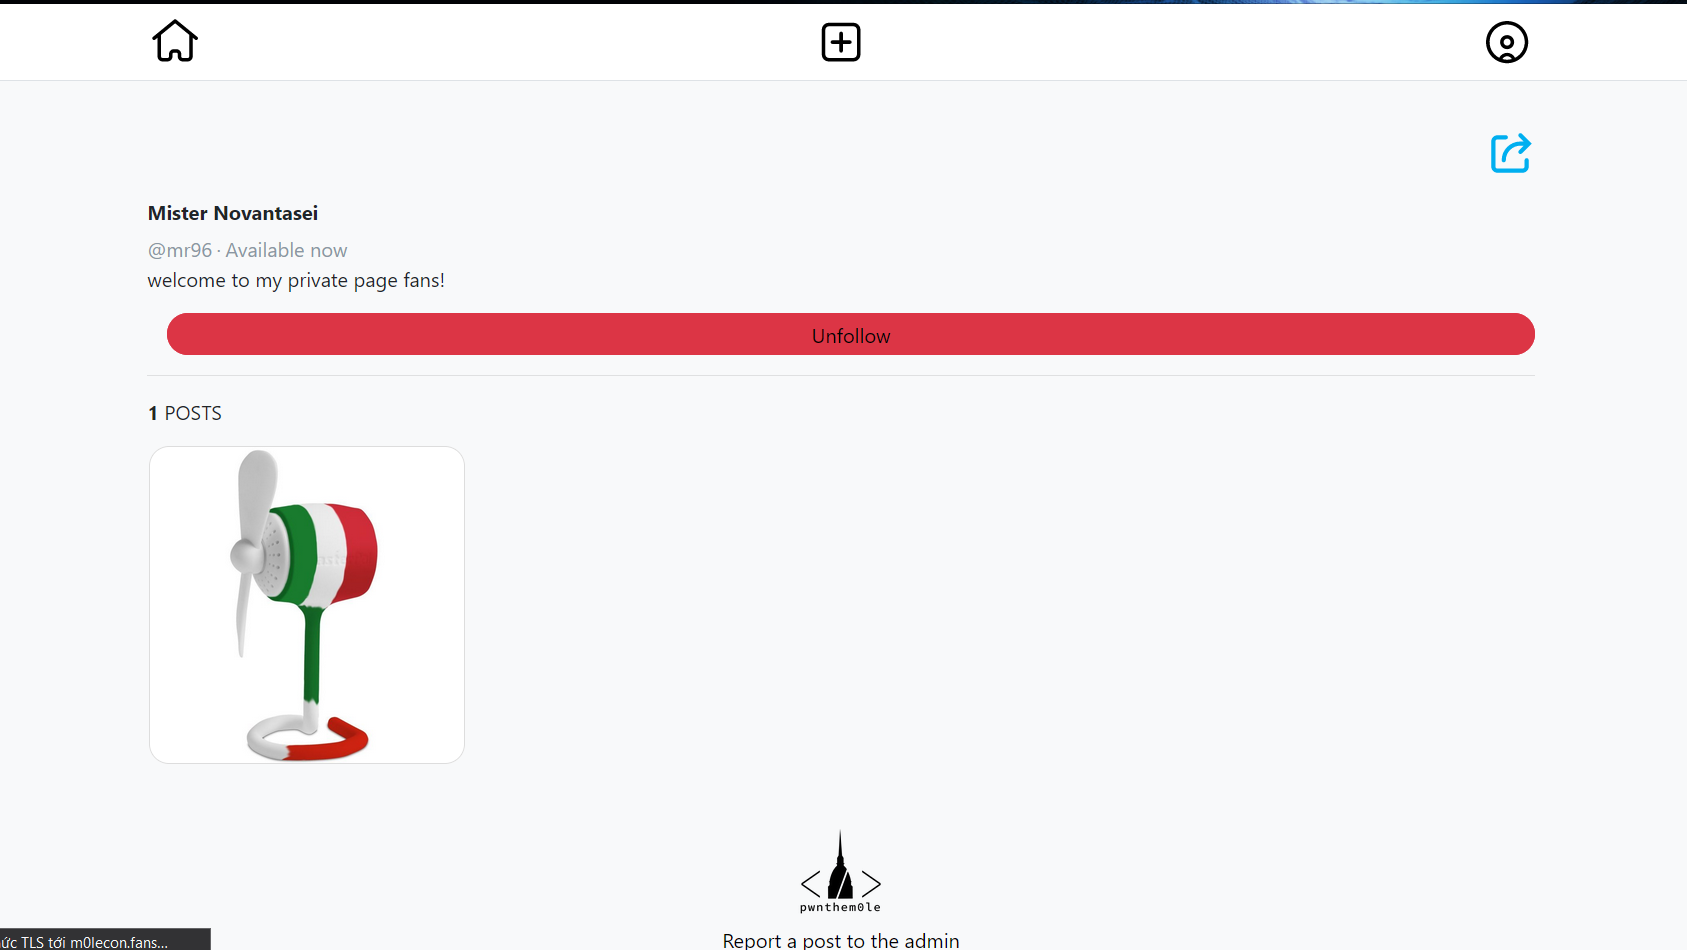 Mister Novantasei
@mr96 · Available now
welcome to my private page fans!
Unfollow
1 POSTS
< >
pwnthem0le
Report a post to the admin
TLS tới m0lecon.fans...